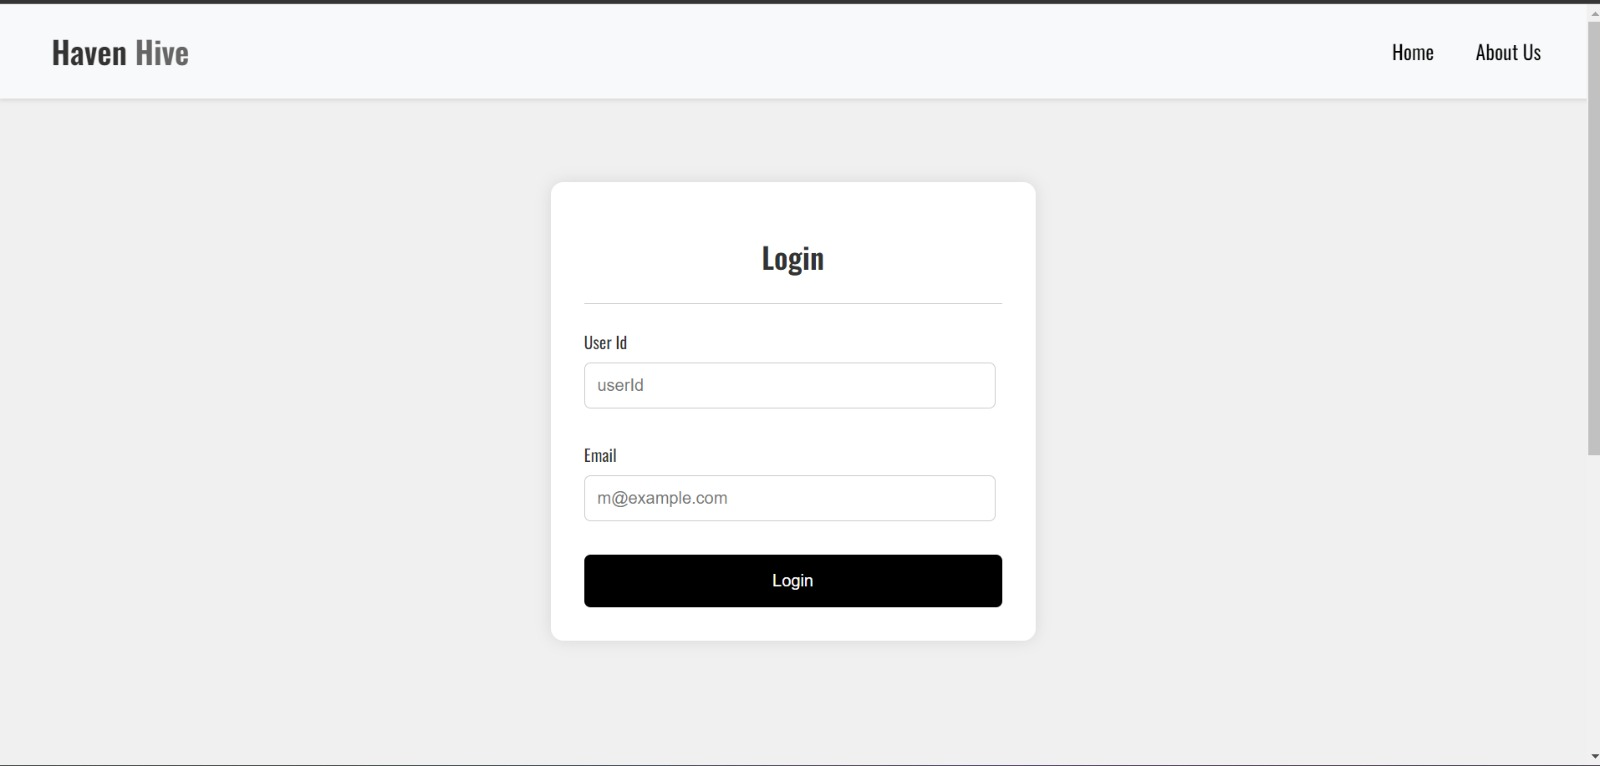 Haven Hive
Home
About Us
Login
User Id
userId
Email
m@example.com
Login